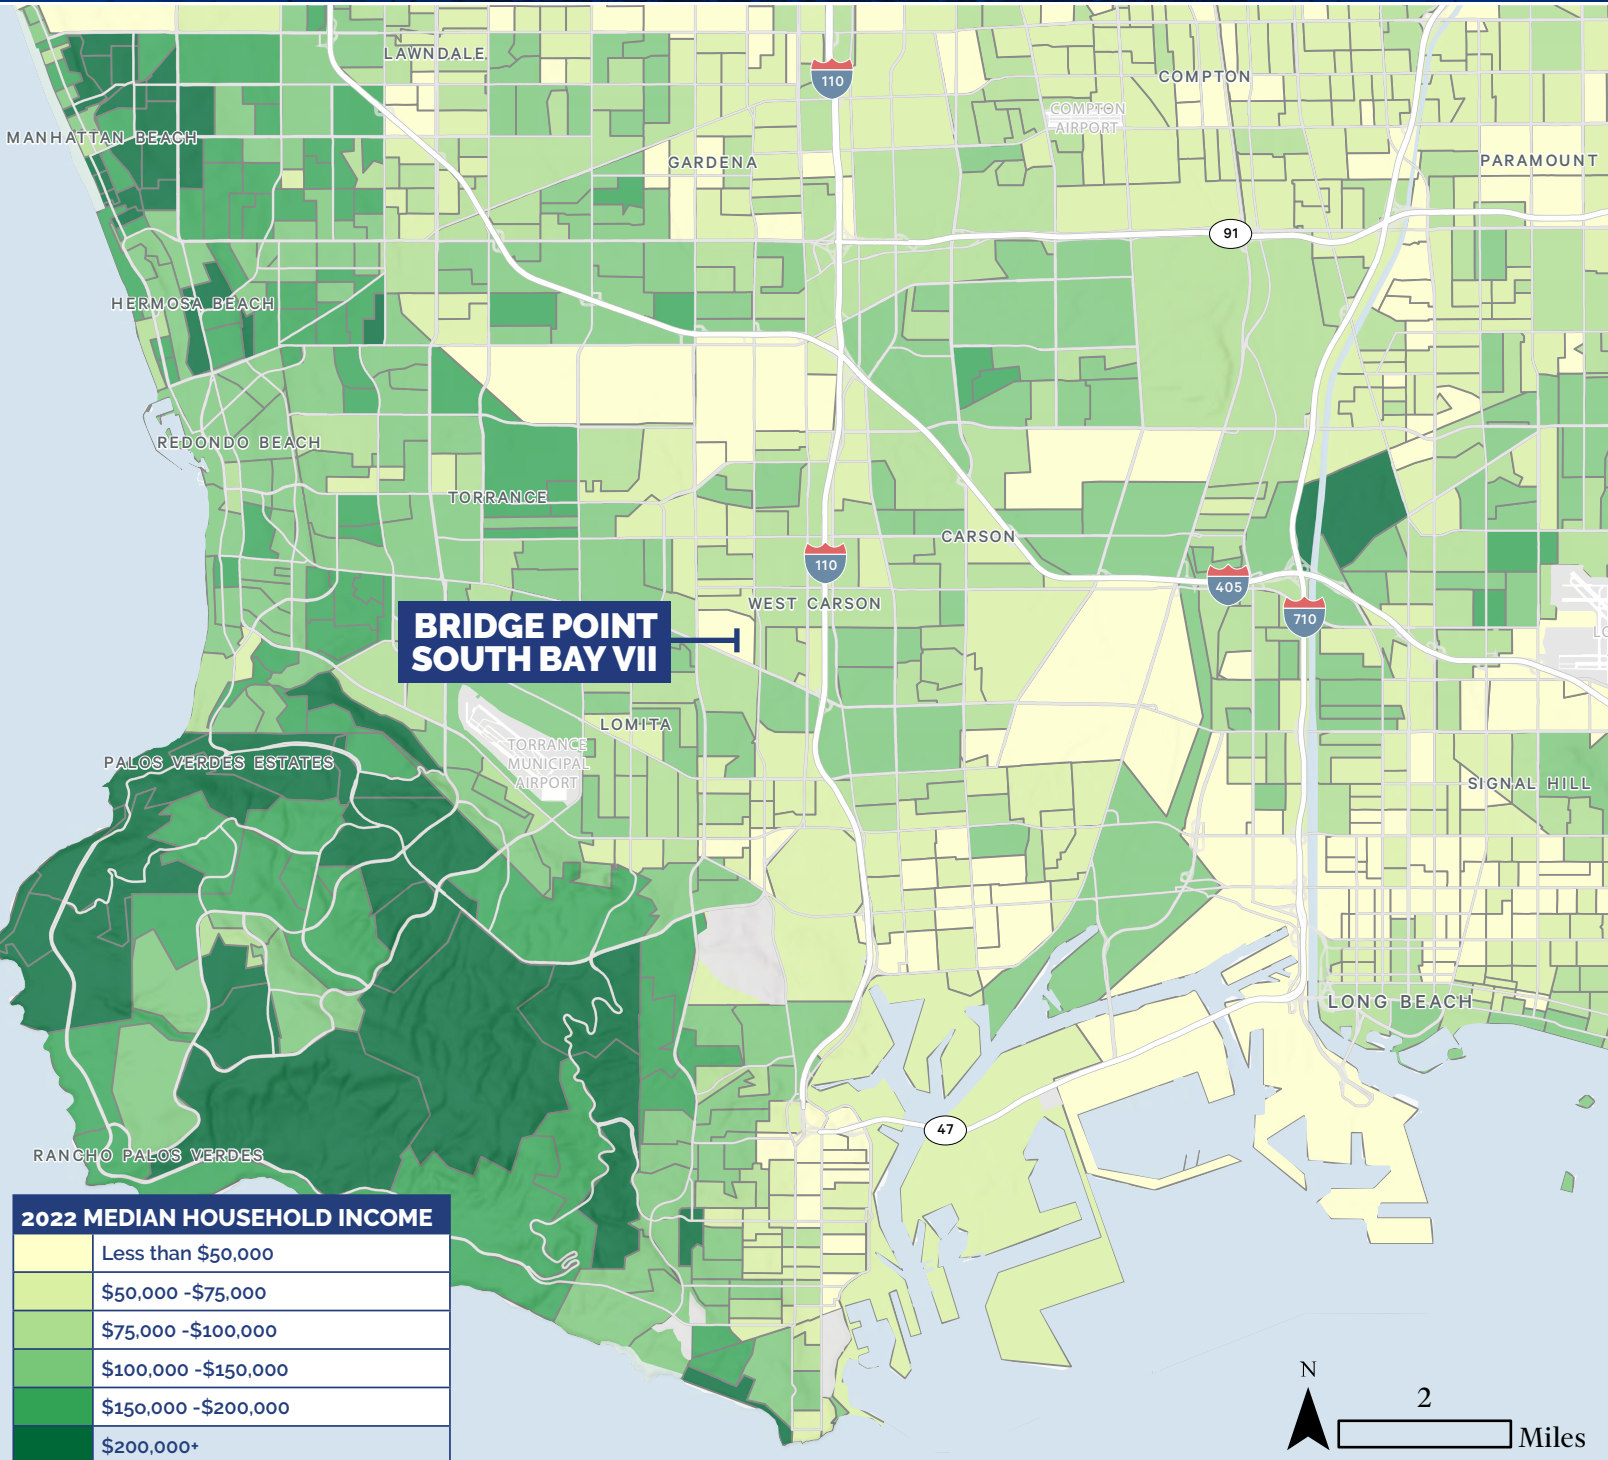 LAWNDALE
110
COMPTON
COMPTON
AIRPORT
MANHATTAN BEACH
GARDENA
PARAMOUNT
91
HERMOSA BEACH
REDONDO BEACH
TORRANCE
CARSON
110
405
WEST CARSON
710
BRIDGE POINT
SOUTH BAY VII
LOMITA
TORRANCE
MUNICIPAL
AIRPORT
PALOS VERDES ESTATES
SIGNAL HILL
LONG BEACH
47
RANCHO PALOS VERDES
2022 MEDIAN HOUSEHOLD INCOME
Less than $50,000
$50,000 -$75,000
$75,000 -$100,000
$100,000 -$150,000
$150,000 -$200,000
$200,000+
N
2
Miles